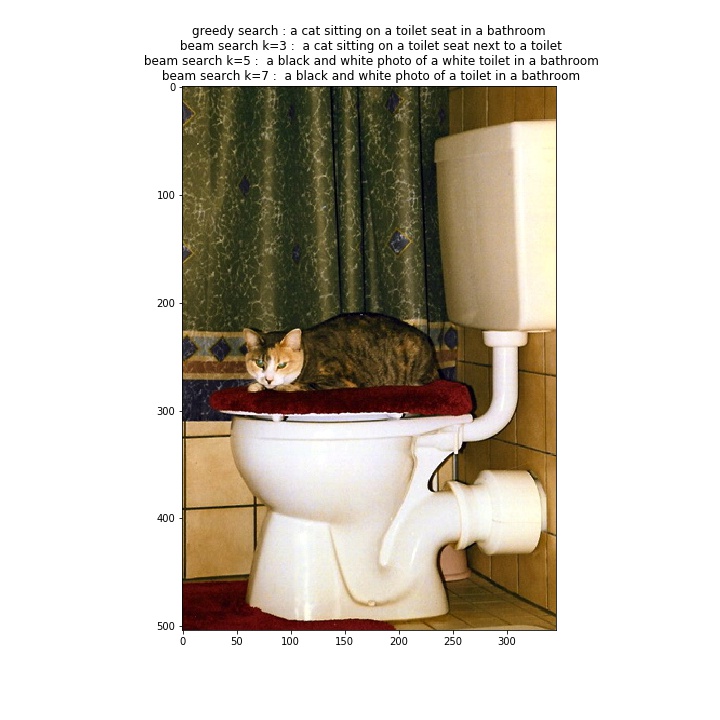 greedy search : a cat sitting on a toilet seat in a bathroom
beam search k=3 :  a cat sitting on a toilet seat next to a toilet
beam search k=5 :  a black and white photo of a white toilet in a bathroom
beam search k=7 :  a black and white photo of a toilet in a bathroom
0
100
200
300
400
500
0 50 100 150 200 250 300